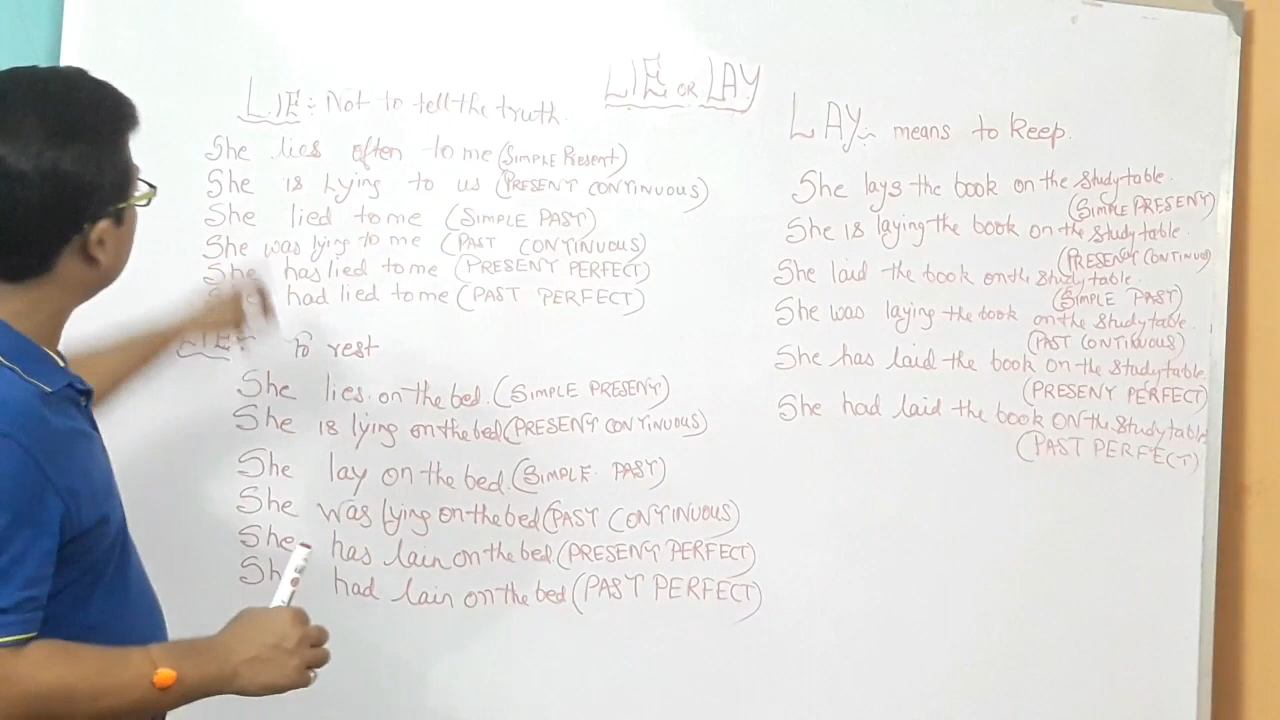 LIE OR LAY
LIE:- Not to tell the truth.
She lies often to me (SIMPLE Present)
She is Lying to us (PRESENT CONTINUOUS)
She lied to me (SIMPLE PAST)
She was lying to me (PAST CONTINUOUS)
She has lied to me (PRESENT PERFECT)
had lied to me (PAST PERFECT)
LIE:- To rest
She lies on the bed. (SIMPLE PRESENT)
She is lying on the bed (PRESENT CONTINUOUS)
She lay on the bed. (SIMPLE PAST)
She was lying on the bed (PAST CONTINUOUS)
She has lain on the bed (PRESENT PERFECT)
She had lain on the bed (PAST PERFECT)
LAY:- means to keep.
She lays the book on the study table.
(SIMPLE PRESENT)
She is laying the book on the study table.
(PRESENT CONTINUOUS)
She laid the book on the study table.
(SIMPLE PAST)
She was laying the book on the study table.
(PAST CONTINUOUS)
She has laid the book on the study table.
(PRESENT PERFECT)
She had laid the book ON the study table
(PAST PERFECT)